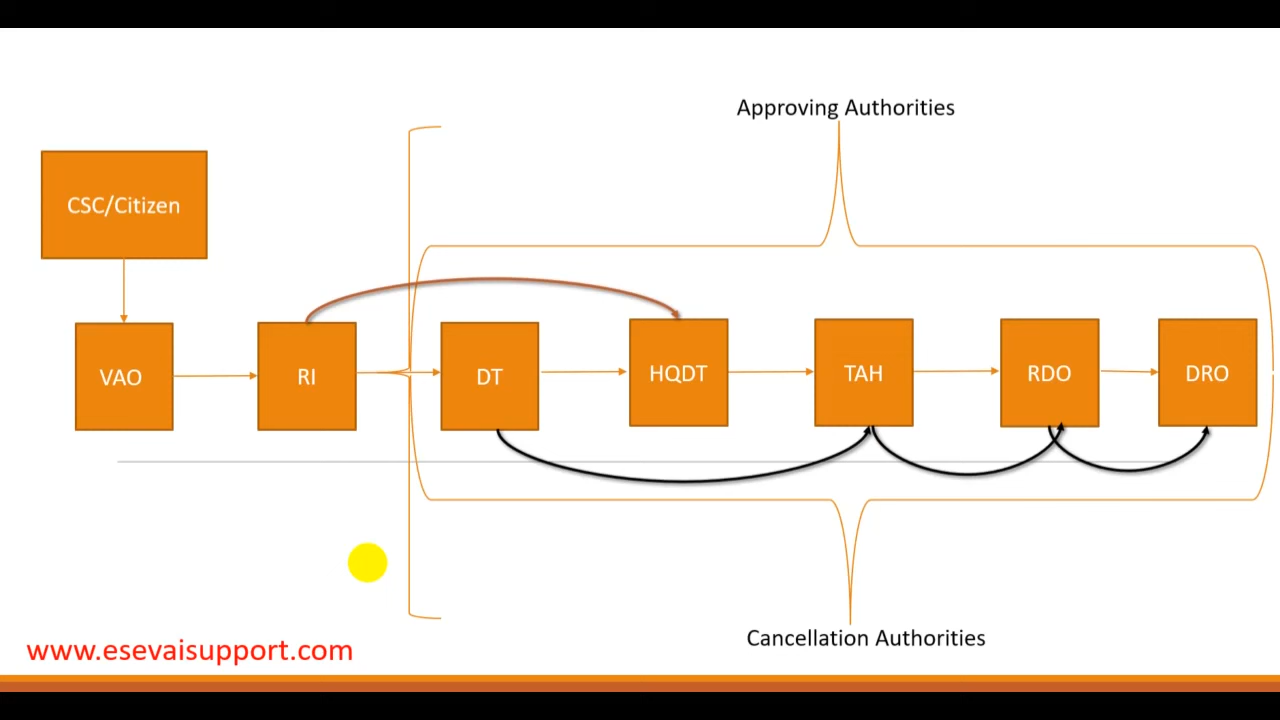 Approving Authorities
CSC/Citizen
VAO
RI
DT
HQDT
TAH
RDO
DRO
Cancellation Authorities
www.esevaisupport.com